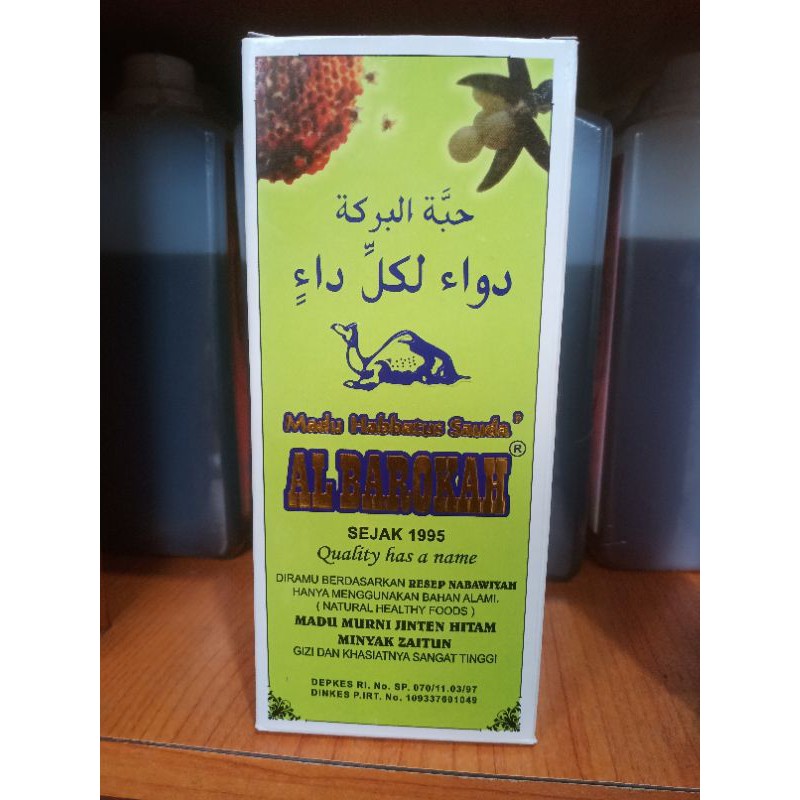 حبَّة البركة
دواء لكلِّ داءٍ
Madu Habbatus Sauda®
AL BAROKAH®
SEJAK 1995
Quality has a name
DIRAMU BERDASARKAN RESEP NABAWIYAH
HANYA MENGGUNAKAN BAHAN ALAMI.
( NATURAL HEALTHY FOODS )
MADU MURNI JINTEN HITAM
MINYAK ZAITUN
GIZI DAN KHASIATNYA SANGAT TINGGI
DEPKES RI. No. SP. 070/11.03/97
DINKES P.IRT. No. 109337601049